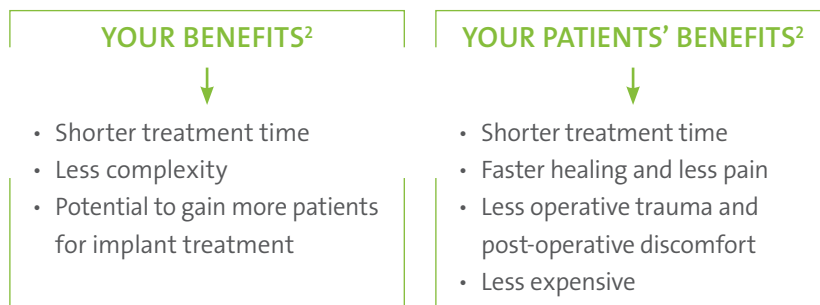 YOUR BENEFITS²
• Shorter treatment time
• Less complexity
• Potential to gain more patients
for implant treatment
YOUR PATIENTS’ BENEFITS²
• Shorter treatment time
• Faster healing and less pain
• Less operative trauma and
post-operative discomfort
• Less expensive